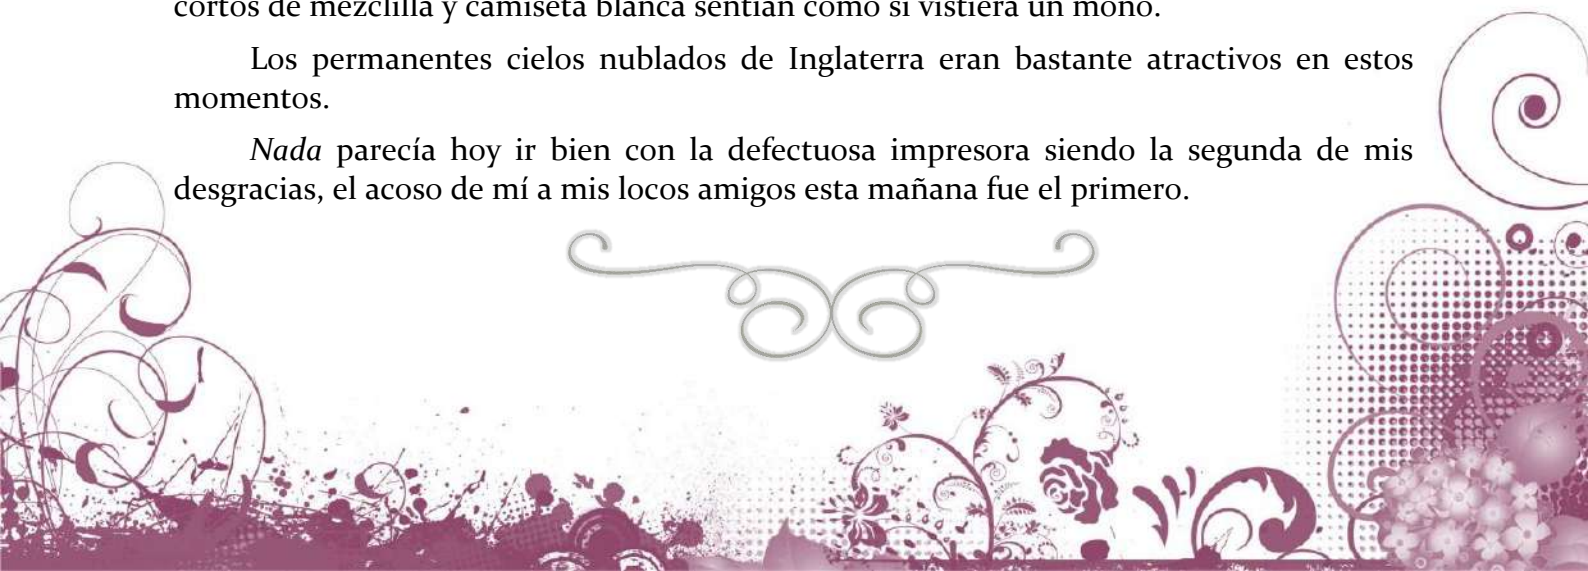 cortos de mezclilla y camiseta blanca sentían como si vistiera un mono.
Los permanentes cielos nublados de Inglaterra eran bastante atractivos en estos
momentos.
Nada parecía hoy ir bien con la defectuosa impresora siendo la segunda de mis
desgracias, el acoso de mí a mis locos amigos esta mañana fue el primero.